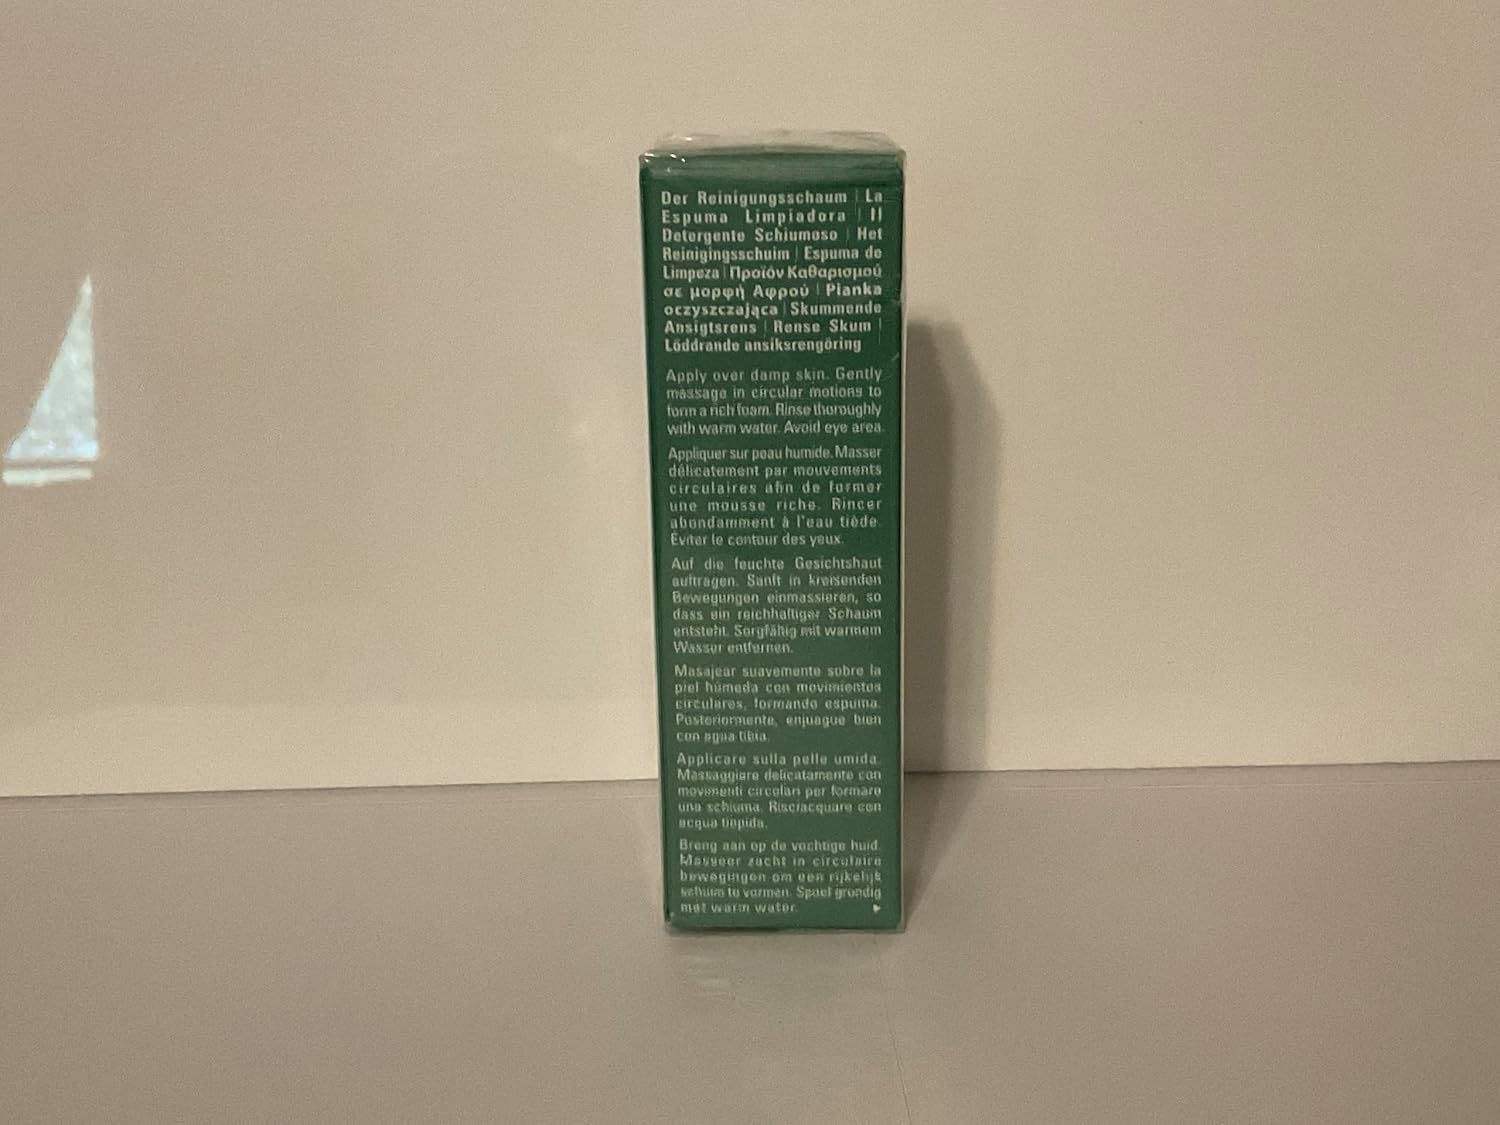 Der Reinigungsschaum | La
Espuma Limpiadora | Il
Detergente Schiumoso | Het
Reinigingsschuim | Espuma de
Limpeza | Προϊόν Καθαρισμού
σε μορφή Αφρού | Pianka
oczyszczająca | Skummende
Ansigtsrens | Rense Skum |
Löddrande ansiksrengöring
Apply over damp skin. Gently
massage in circular motions to
form a rich foam. Rinse thoroughly
with warm water. Avoid eye area.
Appliquer sur peau humide. Masser
délicatement par mouvements
circulaires afin de former
une mousse riche. Rincer
abondamment à l'eau tiède.
Éviter le contour des yeux.
Auf die feuchte Gesichtshaut
auftragen. Sanft in kreisenden
Bewegungen einmassieren, so
dass ein reichhaltiger Schaum
entsteht. Sorgfältig mit warmem
Wasser entfernen.
Masajear suavemente sobre la
piel húmeda con movimientos
circulares, formando espuma.
Posteriormente, enjuague bien
con agua tibia.
Applicare sulla pelle umida.
Massaggiare delicatamente con
movimenti circolari per formare
una schiuma. Risciacquare con
acqua tiepida.
Breng aan op de vochtige huid.
Masseer zacht in circulaire
bewegingen om een rijkelijk
schuim te vormen. Spoel grondig
met warm water.